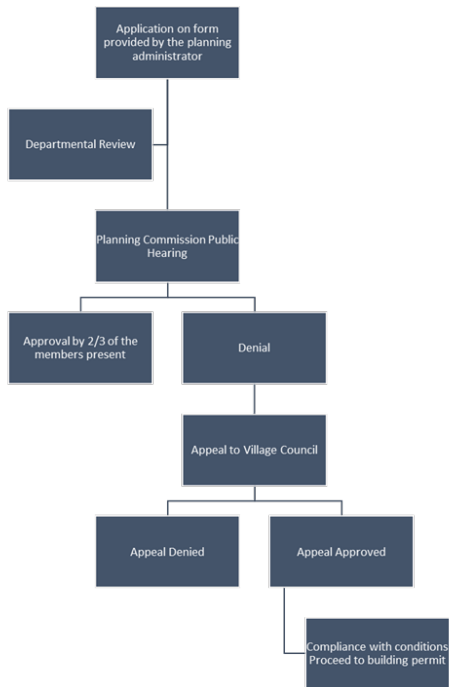 Application on form
provided by the planning
administrator
Departmental Review
Planning Commission Public
Hearing
Approval by 2/3 of the
members present
Denial
Appeal to Village Council
Appeal Denied
Appeal Approved
Compliance with conditions
Proceed to building permit